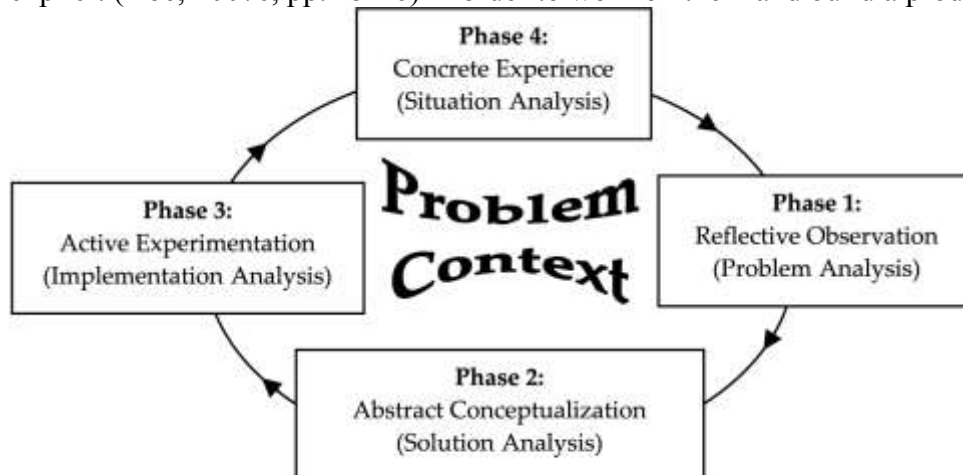 Phase 4:
Concrete Experience
(Situation Analysis)
Problem
Context
Phase 3:
Active Experimentation
(Implementation Analysis)
Phase 1:
Reflective Observation
(Problem Analysis)
Phase 2:
Abstract Conceptualization
(Solution Analysis)